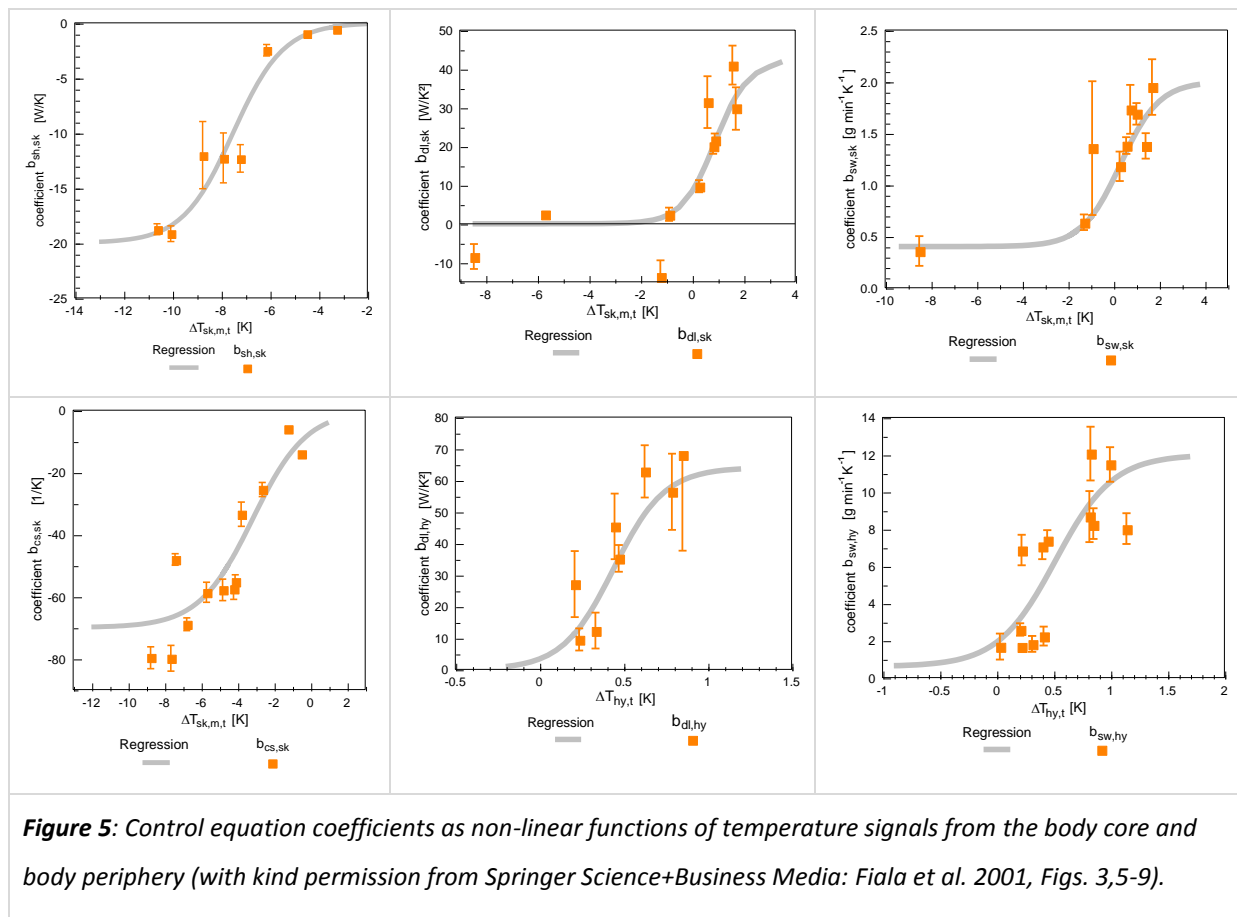 0
-5
-10
-15
-20
-25
-14 -12 -10 -8 -6 -4 -2
coefficient b_sh,sk [W/K]
ΔT_sk,m,t [K]
Regression b_sh,sk
50
40
30
20
10
0
-10
-8 -6 -4 -2 0 2 4
coefficient b_dl,sk [W/K²]
ΔT_sk,m,t [K]
Regression b_dl,sk
2.5
2.0
1.5
1.0
0.5
0.0
-10 -8 -6 -4 -2 0 2 4
coefficient b_sw,sk [g min⁻¹K⁻¹]
ΔT_sk,m,t [K]
Regression b_sw,sk
0
-20
-40
-60
-80
-12 -10 -8 -6 -4 -2 0 2
coefficient b_cs,sk [1/K]
ΔT_sk,m,t [K]
Regression b_cs,sk
80
70
60
50
40
30
20
10
0
-0.5 0 0.5 1 1.5
coefficient b_dl,hy [W/K²]
ΔT_hy,t [K]
Regression b_dl,hy
14
12
10
8
6
4
2
0
-1 -0.5 0 0.5 1 1.5 2
coefficient b_sw,hy [g min⁻¹K⁻¹]
ΔT_hy,t [K]
Regression b_sw,hy
Figure 5: Control equation coefficients as non-linear functions of temperature signals from the body core and
body periphery (with kind permission from Springer Science+Business Media: Fiala et al. 2001, Figs. 3,5-9).